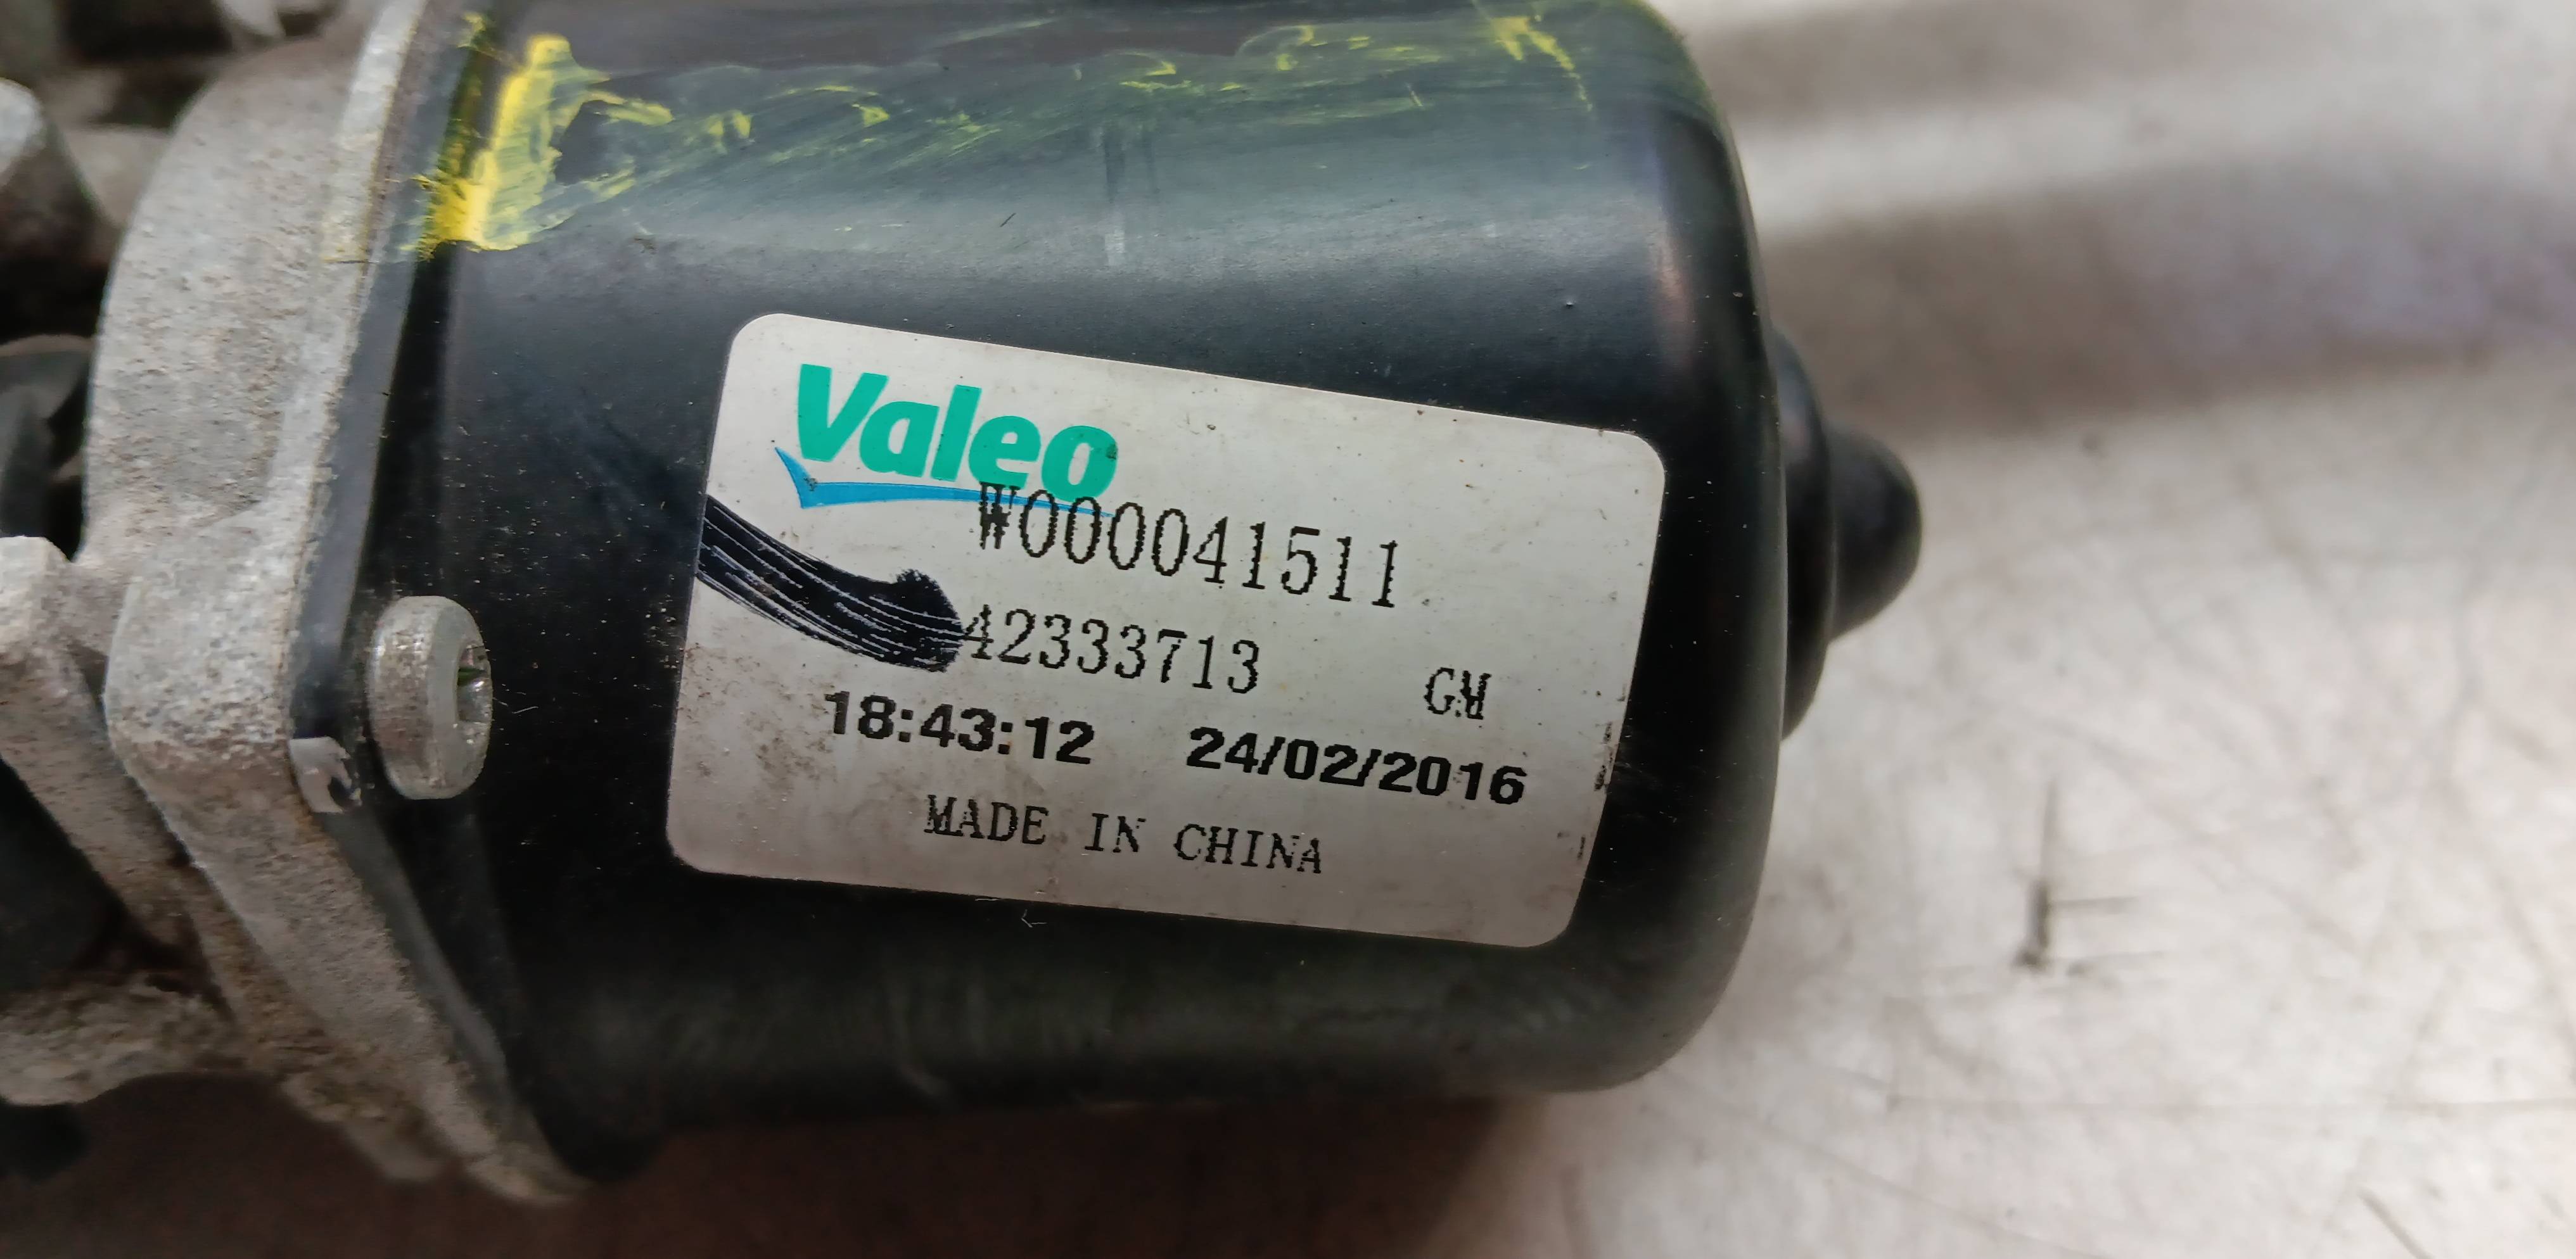 Valeo
W000041511
42333713 GM
18:43:12 24/02/2016
MADE IN CHINA